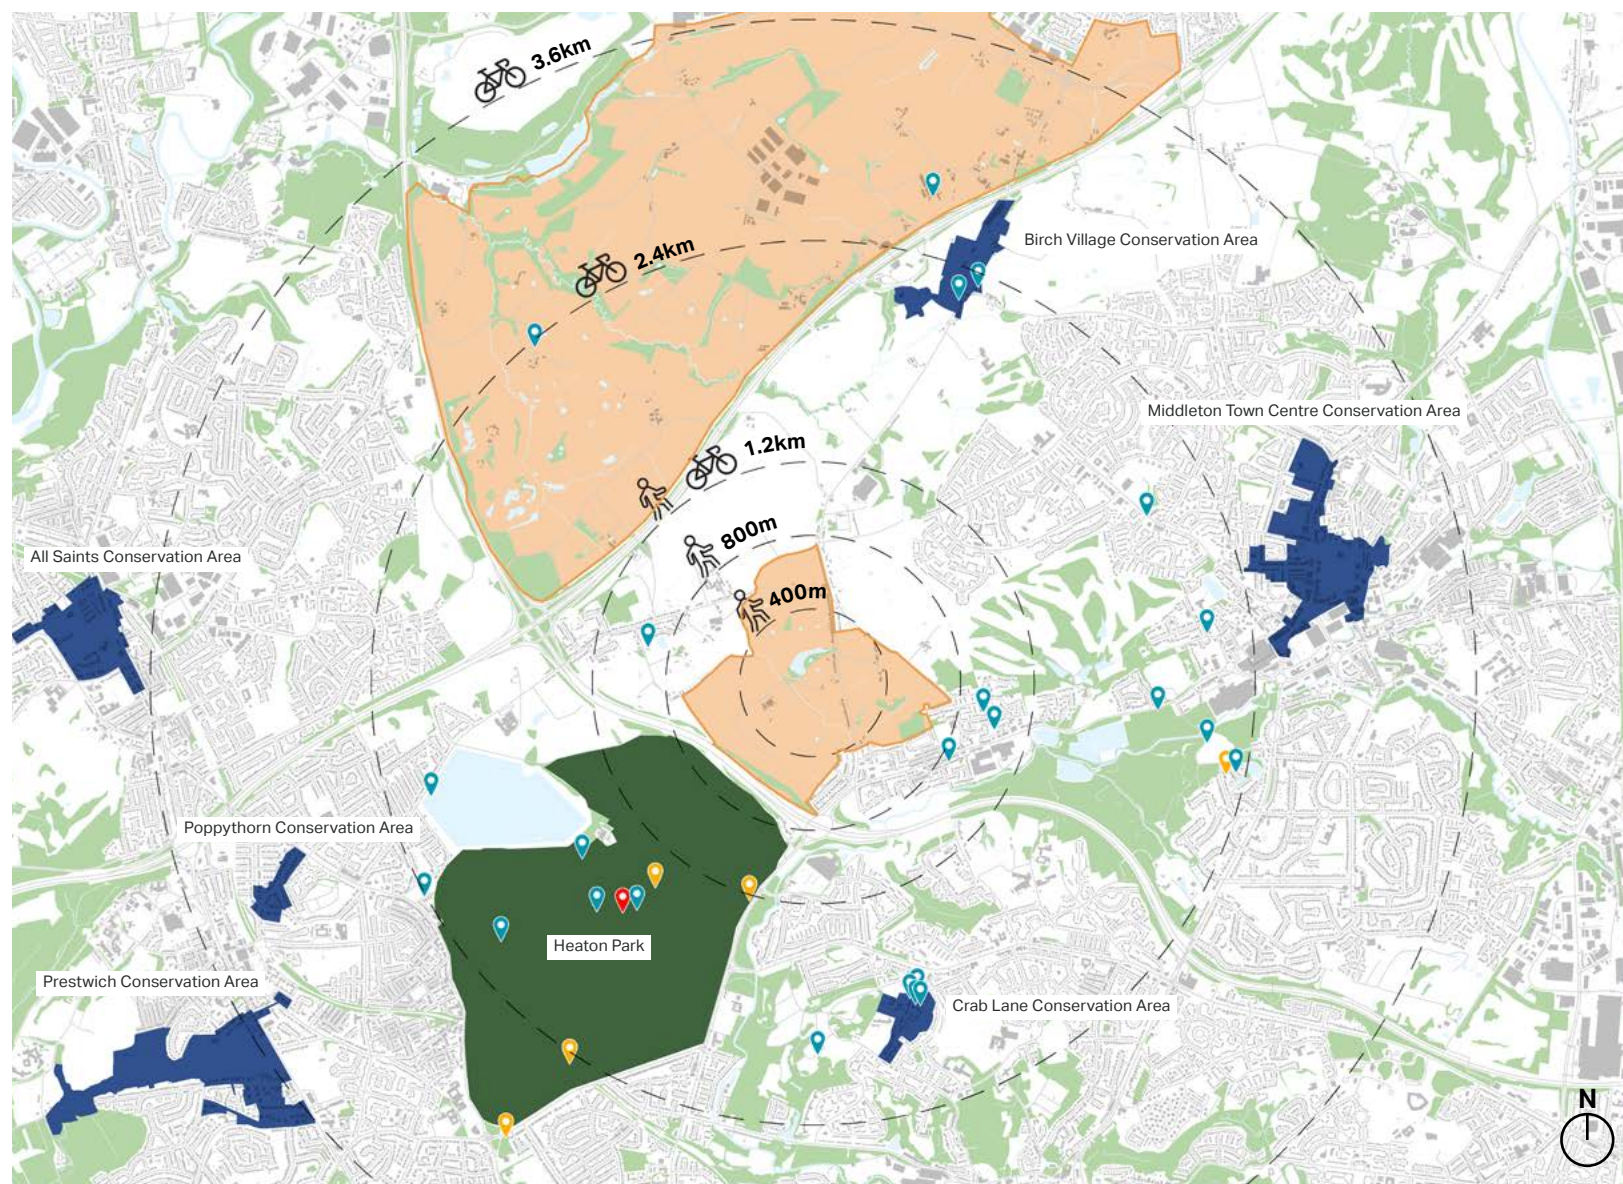 3.6km
2.4km
Birch Village Conservation Area
Middleton Town Centre Conservation Area
1.2km
800m
All Saints Conservation Area
400m
Poppythorn Conservation Area
Heaton Park
Prestwich Conservation Area
Crab Lane Conservation Area
N